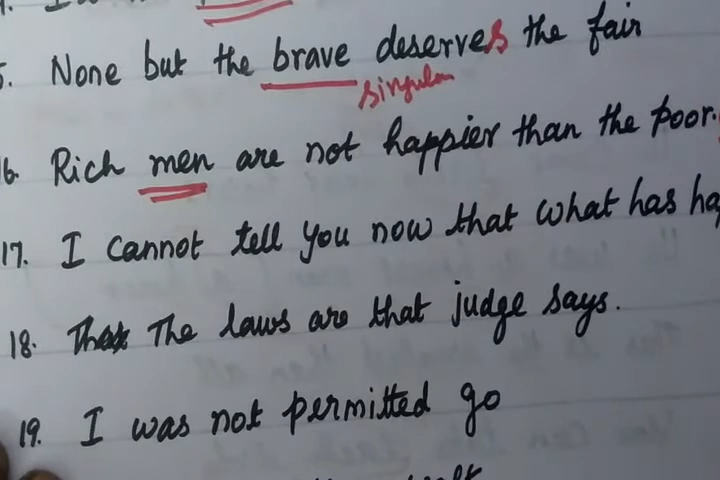 5. None but the brave deserves the fair
singular
16. Rich men are not happier than the poor.
17. I cannot tell you now that what has ha
18. That The laws are that judge says.
19. I was not permitted go